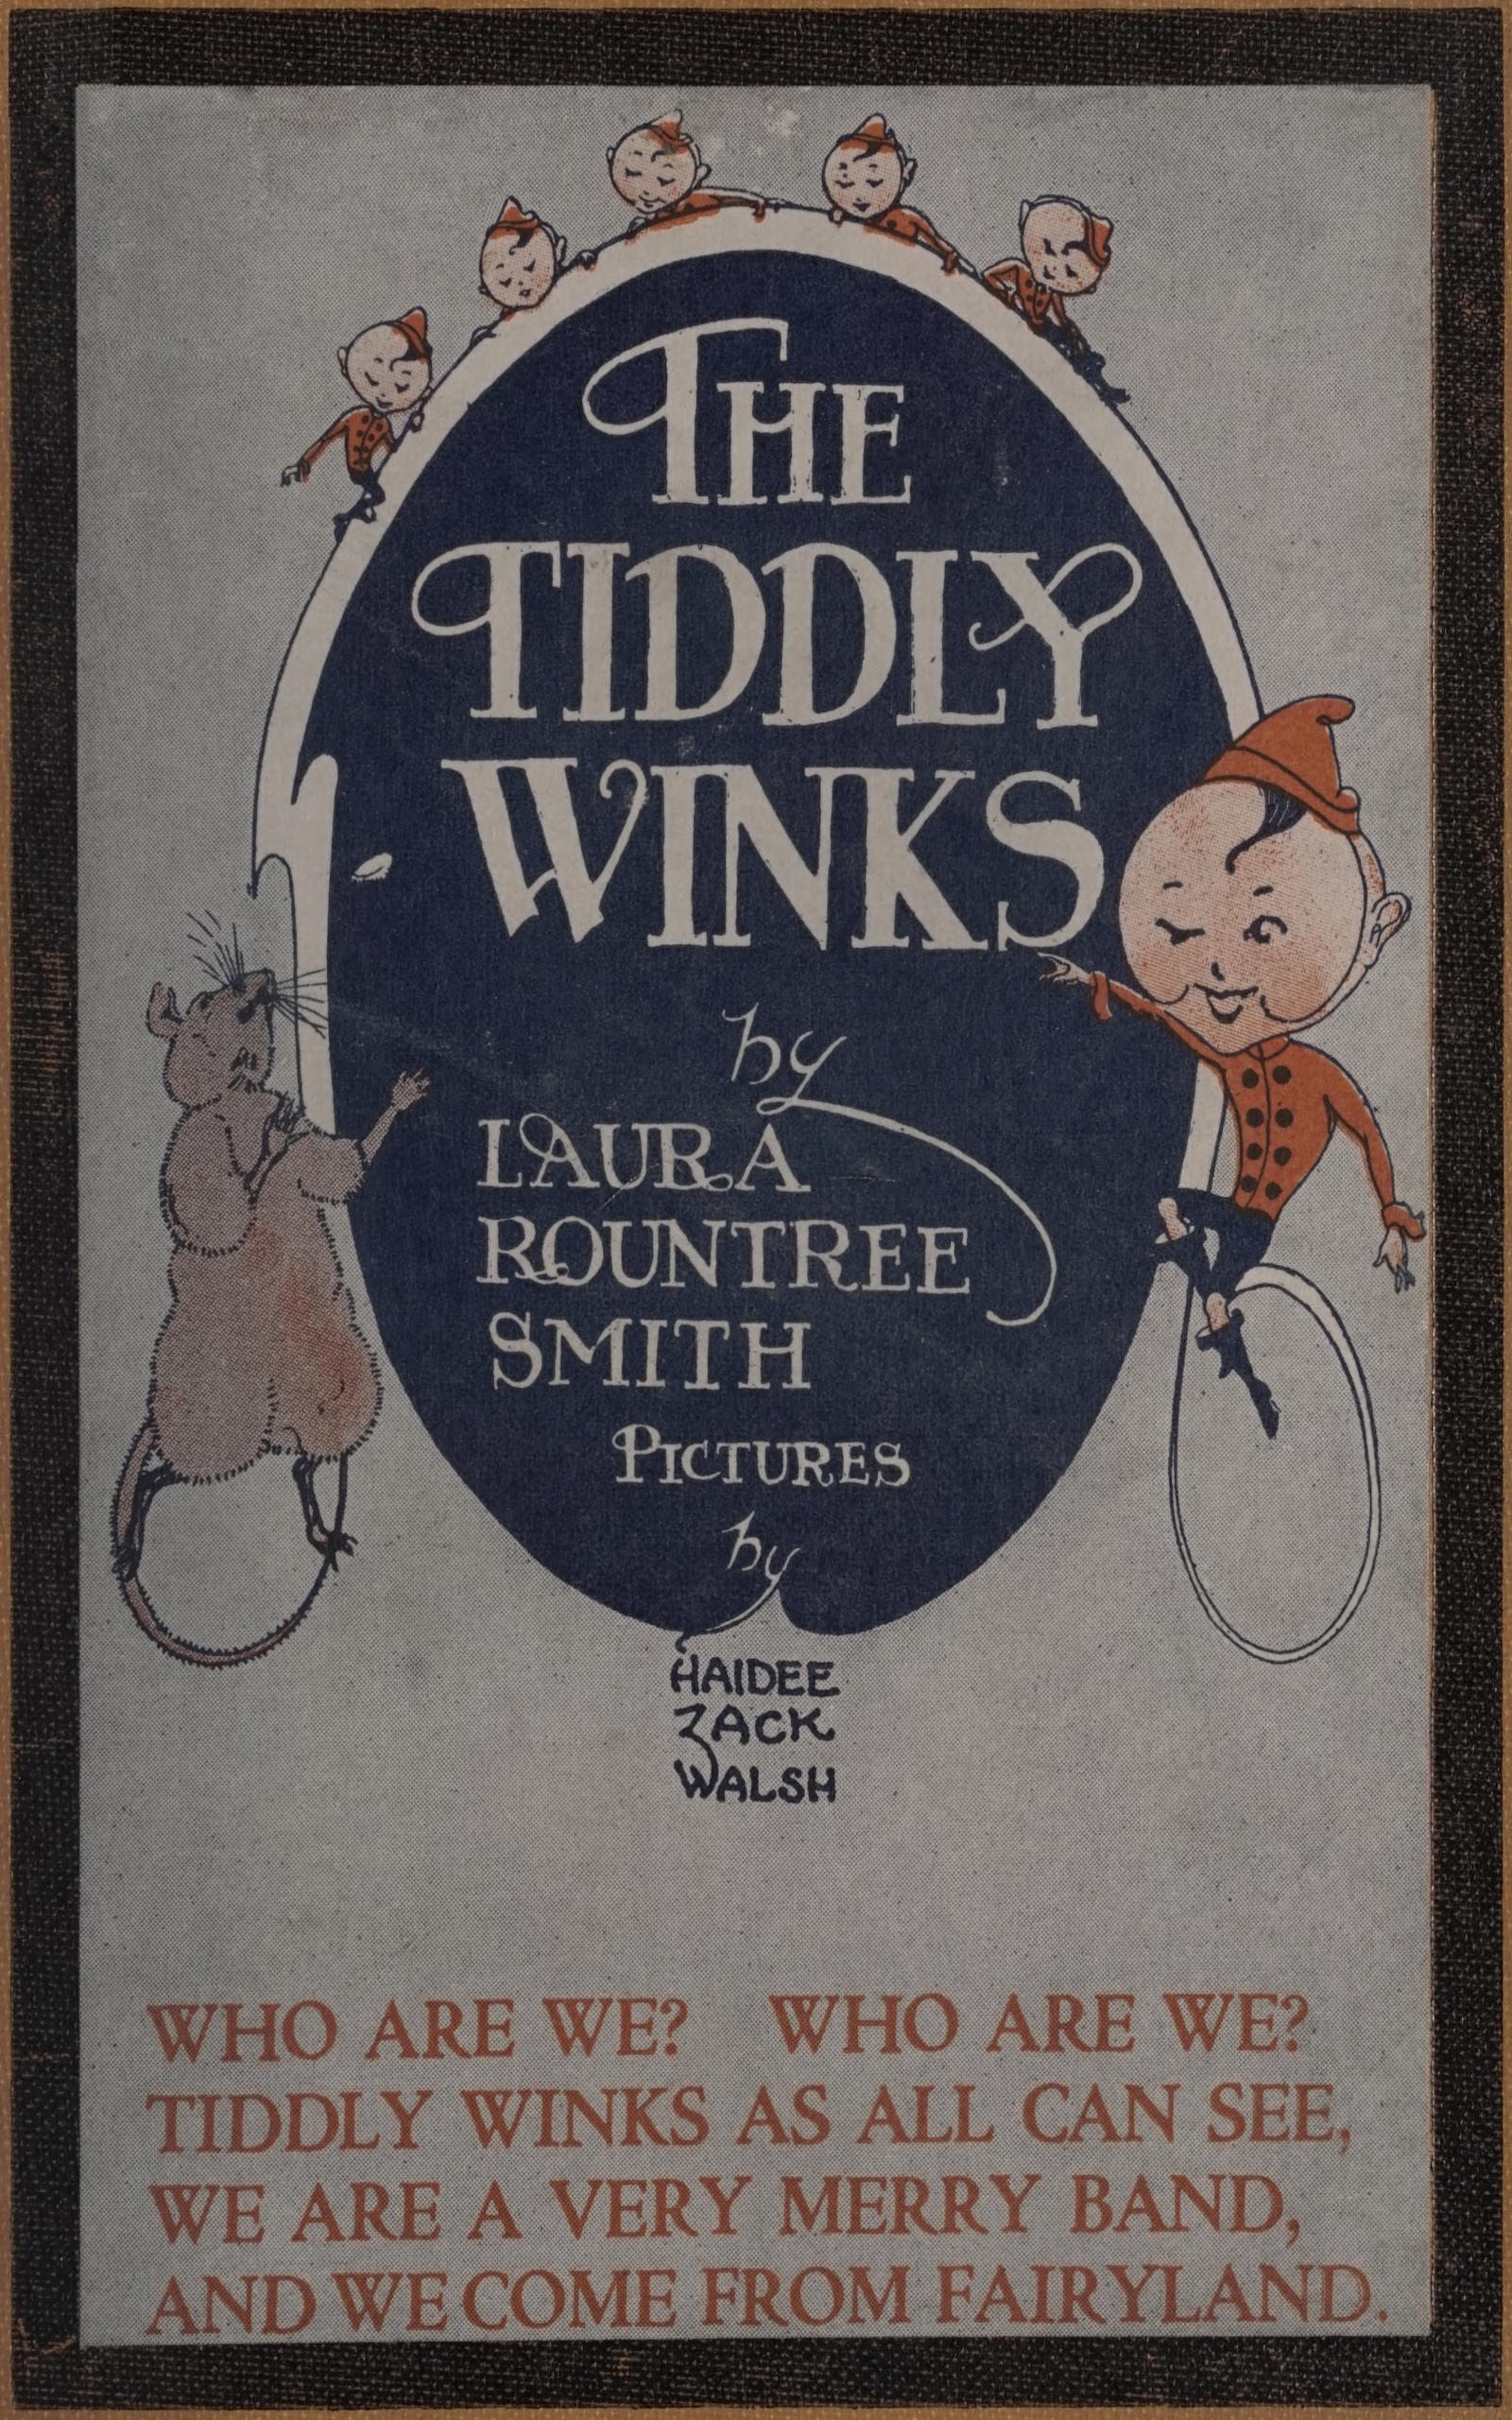 THE
TIDDLY
WINKS
by
LAURA
ROUNTREE
SMITH
PICTURES
by
HAIDEE
ZACK
WALSH
WHO ARE WE? WHO ARE WE?
TIDDLY WINKS AS ALL CAN SEE,
WE ARE A VERY MERRY BAND,
AND WE COME FROM FAIRYLAND.